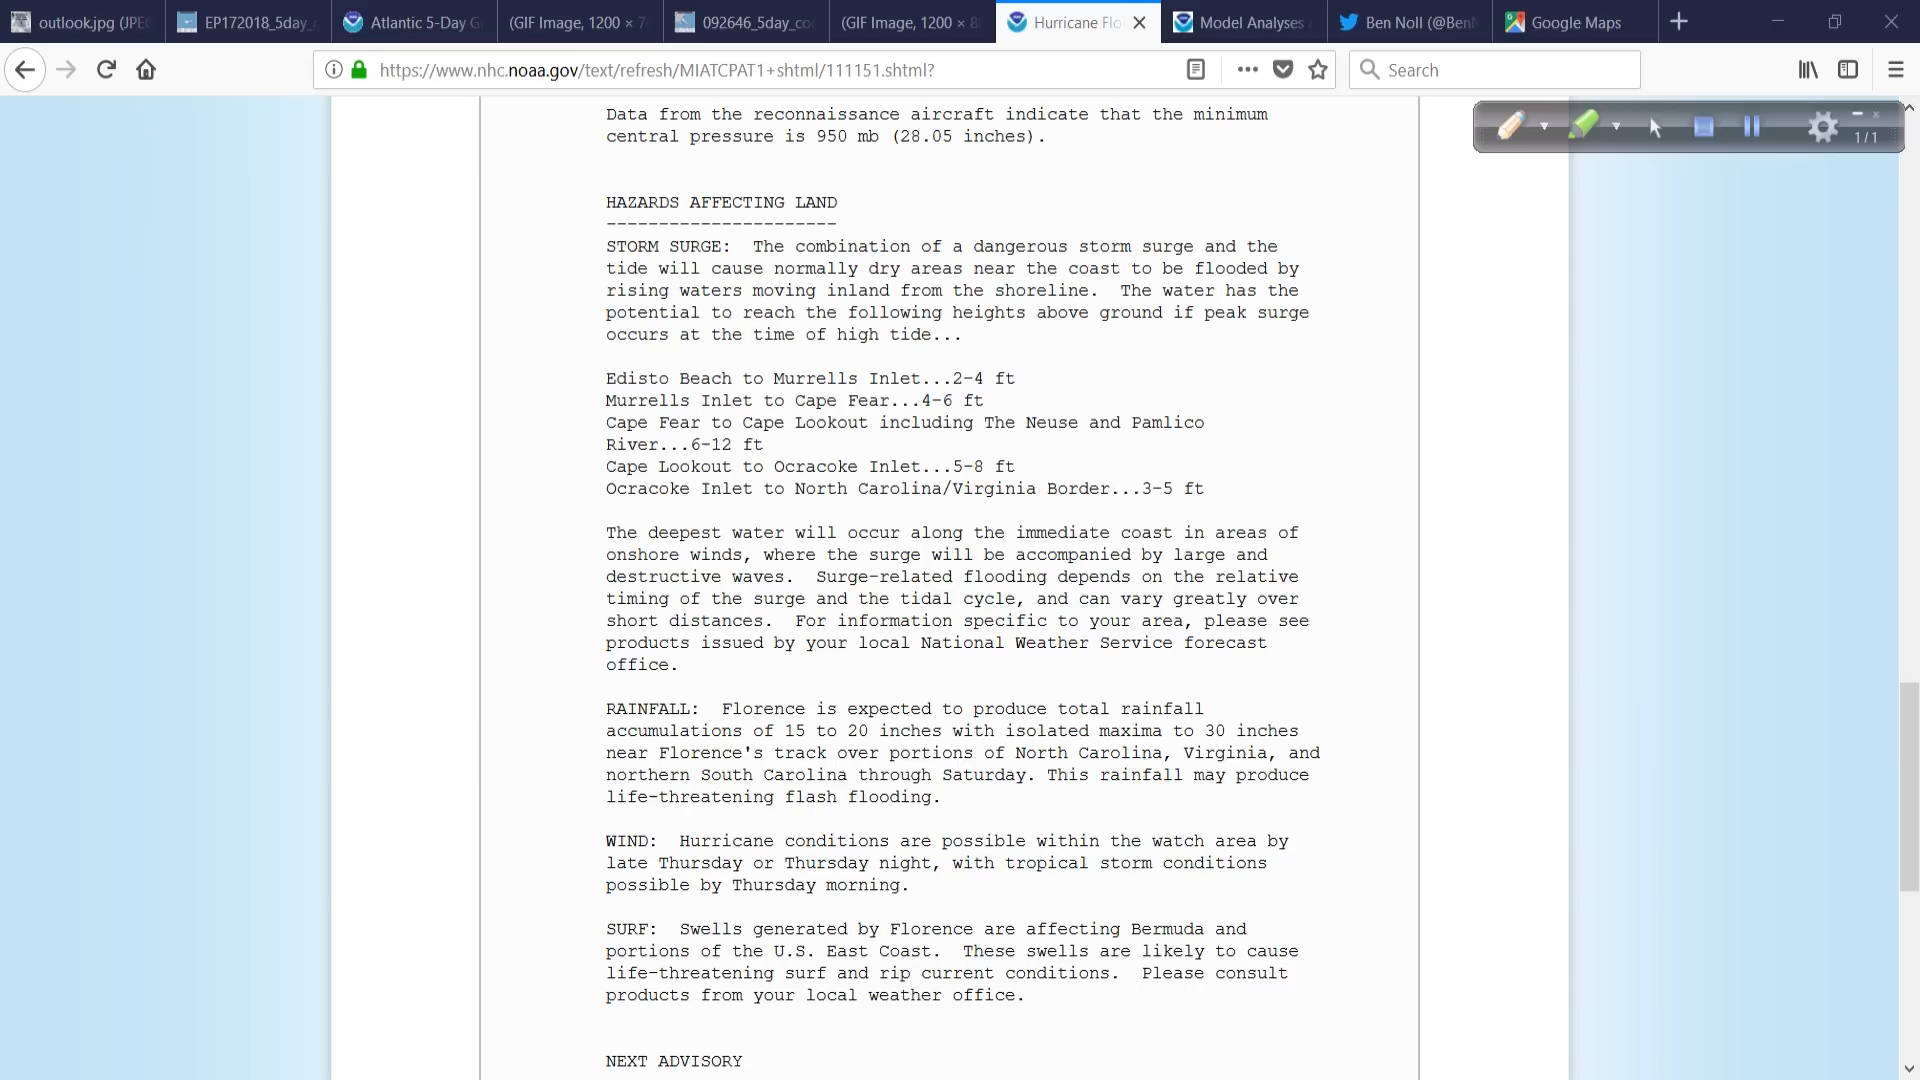 outlook.jpg (JPEG
EP172018_5day_c
Atlantic 5-Day G
(GIF Image, 1200 × 7
092646_5day_co
(GIF Image, 1200 × 8
Hurricane Flo
Model Analyses
Ben Noll (@Ben
Google Maps
https://www.nhc.noaa.gov/text/refresh/MIATCPAT1+shtml/111151.shtml?
Search
1/1
Data from the reconnaissance aircraft indicate that the minimum
central pressure is 950 mb (28.05 inches).
HAZARDS AFFECTING LAND
----------------------
STORM SURGE:  The combination of a dangerous storm surge and the
tide will cause normally dry areas near the coast to be flooded by
rising waters moving inland from the shoreline.  The water has the
potential to reach the following heights above ground if peak surge
occurs at the time of high tide...
Edisto Beach to Murrells Inlet...2-4 ft
Murrells Inlet to Cape Fear...4-6 ft
Cape Fear to Cape Lookout including The Neuse and Pamlico
River...6-12 ft
Cape Lookout to Ocracoke Inlet...5-8 ft
Ocracoke Inlet to North Carolina/Virginia Border...3-5 ft
The deepest water will occur along the immediate coast in areas of
onshore winds, where the surge will be accompanied by large and
destructive waves.  Surge-related flooding depends on the relative
timing of the surge and the tidal cycle, and can vary greatly over
short distances.  For information specific to your area, please see
products issued by your local National Weather Service forecast
office.
RAINFALL:  Florence is expected to produce total rainfall
accumulations of 15 to 20 inches with isolated maxima to 30 inches
near Florence's track over portions of North Carolina, Virginia, and
northern South Carolina through Saturday. This rainfall may produce
life-threatening flash flooding.
WIND:  Hurricane conditions are possible within the watch area by
late Thursday or Thursday night, with tropical storm conditions
possible by Thursday morning.
SURF:  Swells generated by Florence are affecting Bermuda and
portions of the U.S. East Coast.  These swells are likely to cause
life-threatening surf and rip current conditions.  Please consult
products from your local weather office.
NEXT ADVISORY